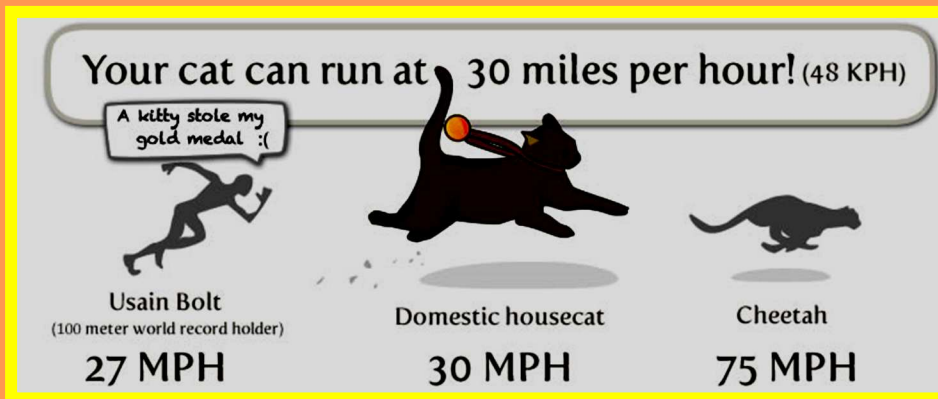 Your cat can run at 30 miles per hour! (48 KPH)
A kitty stole my
gold medal :(
Usain Bolt
(100 meter world record holder)
27 MPH
Domestic housecat
30 MPH
Cheetah
75 MPH